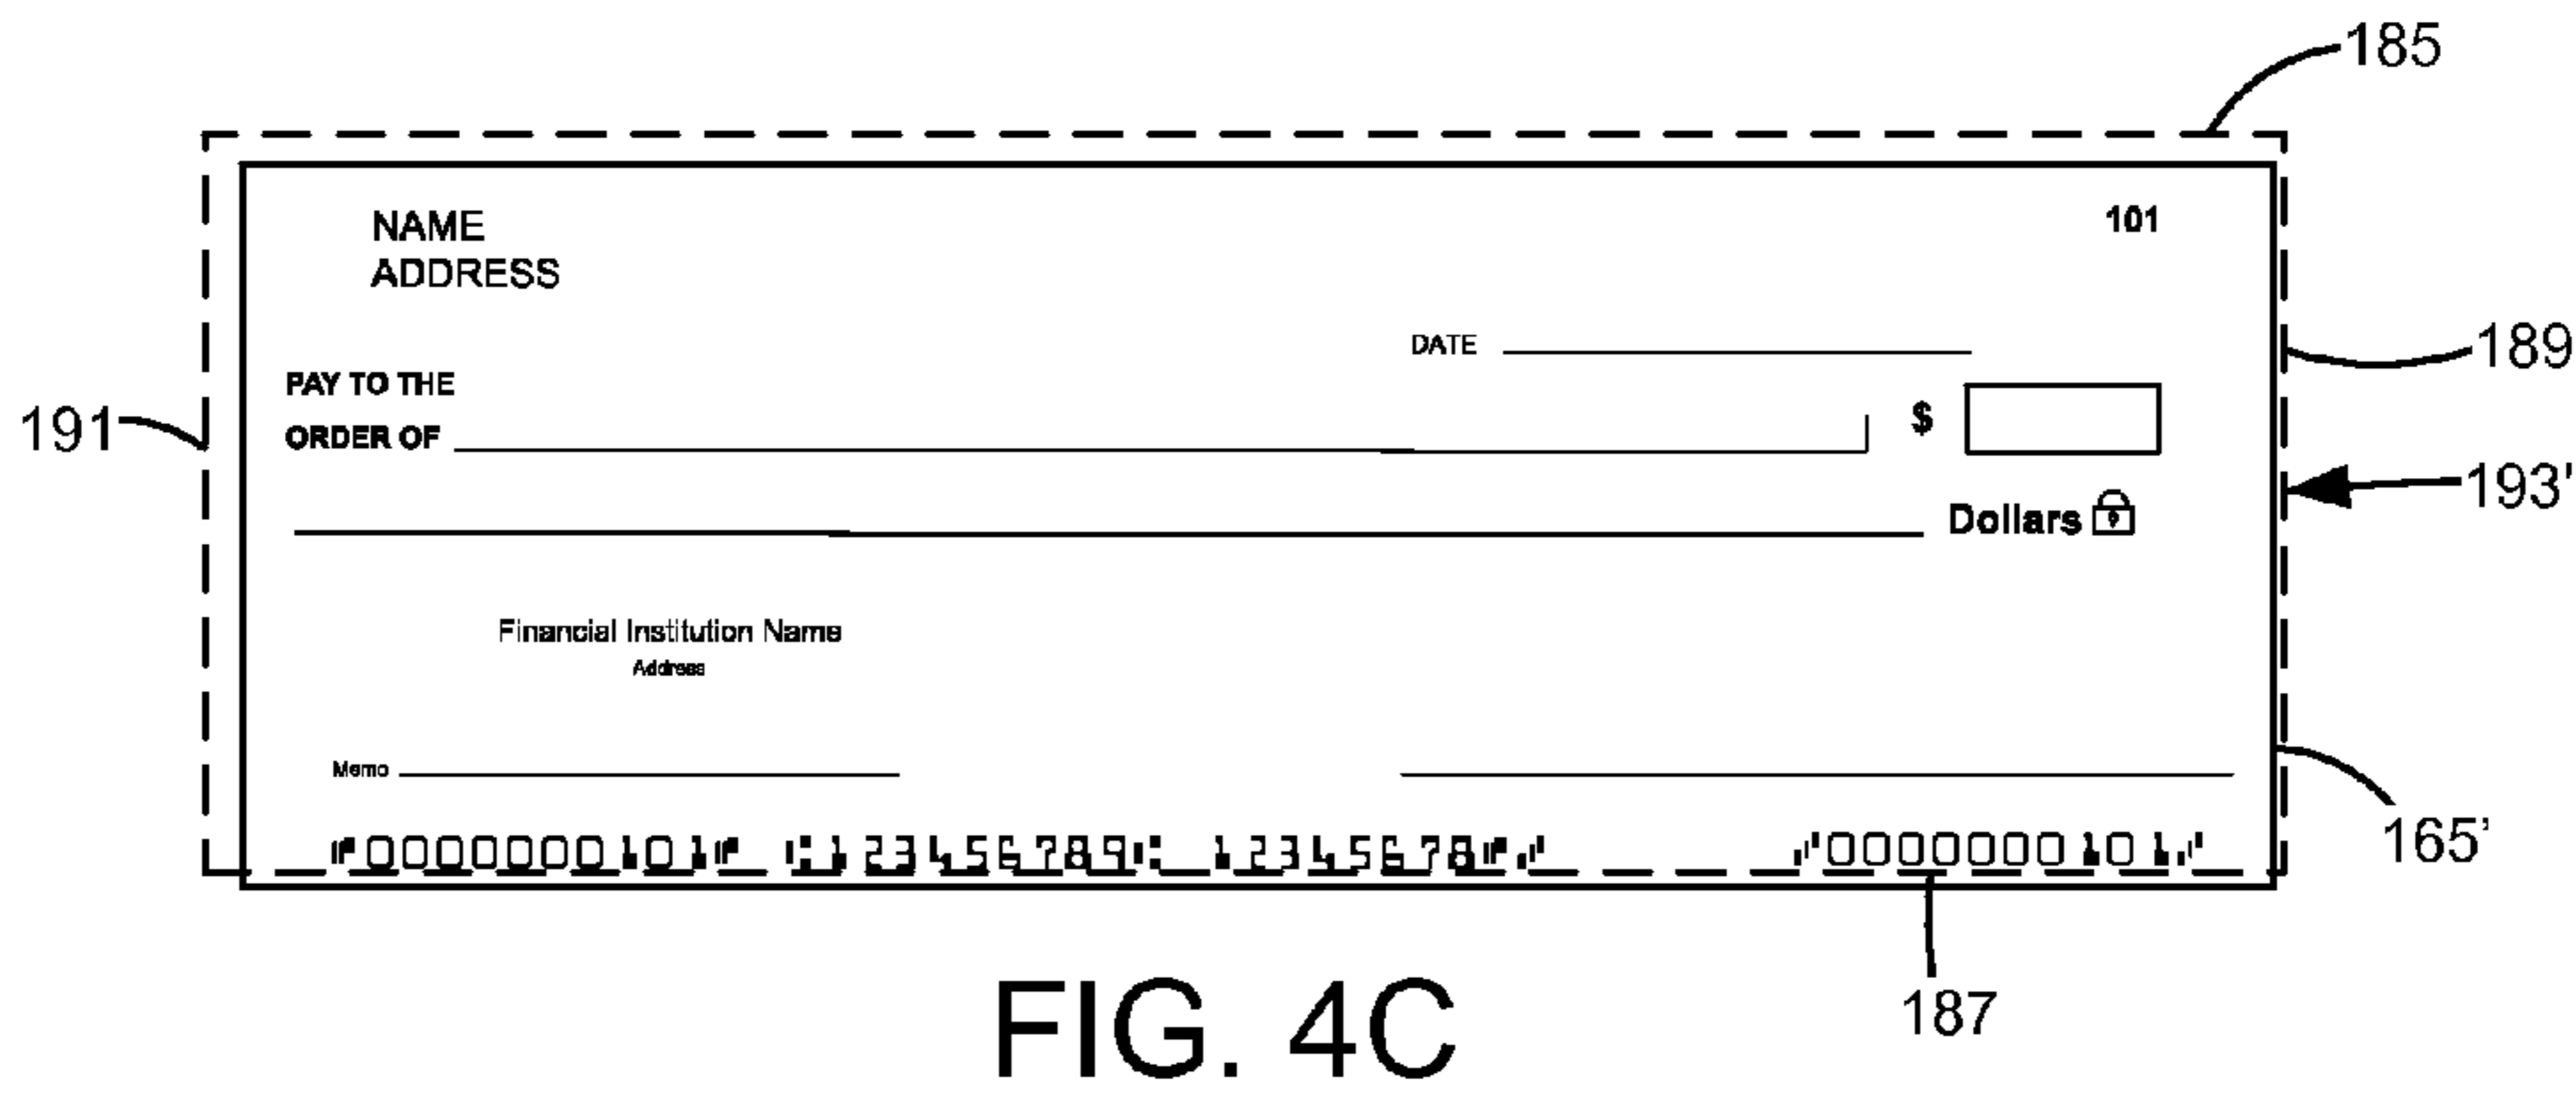 185
NAME
ADDRESS
101
DATE
189
PAY TO THE
ORDER OF
$
191
193'
Dollars
Financial Institution Name
Address
Memo
165’
⑈0000000101⑈ ⑆123456789⑆ 12345678⑈⑇ ⑇0000000101⑇
187
FIG. 4C